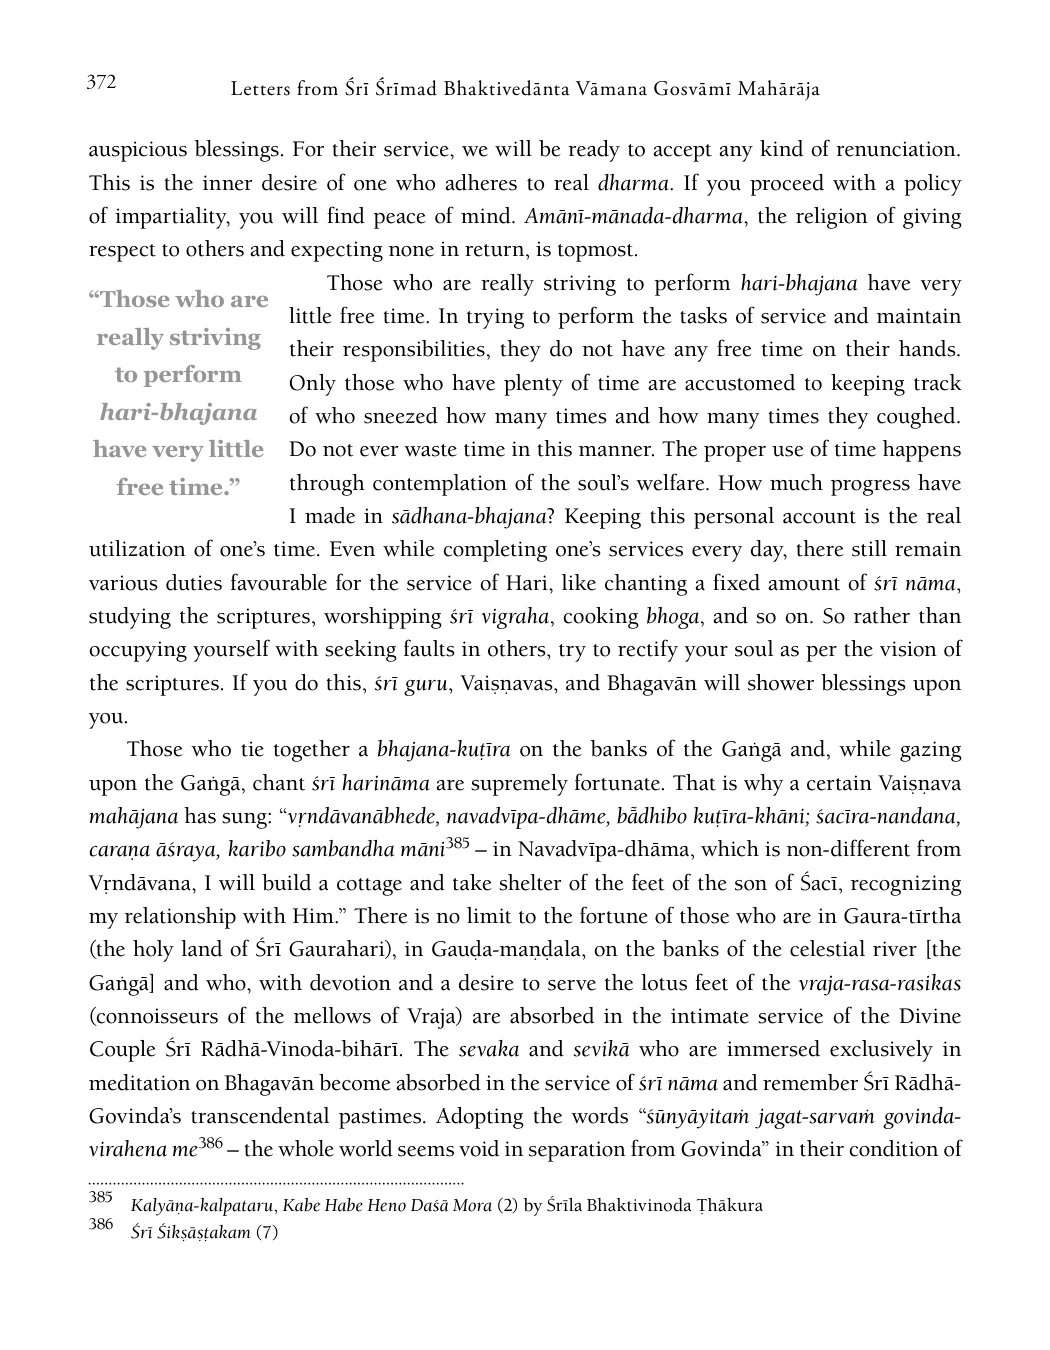 372
Letters from Śrī Śrīmad Bhaktivedānta Vāmana Gosvāmī Mahārāja
auspicious blessings. For their service, we will be ready to accept any kind of renunciation.
This is the inner desire of one who adheres to real dharma. If you proceed with a policy
of impartiality, you will find peace of mind. Amānī-mānada-dharma, the religion of giving
respect to others and expecting none in return, is topmost.
“Those who are
really striving
to perform
hari-bhajana
have very little
free time.”
Those who are really striving to perform hari-bhajana have very
little free time. In trying to perform the tasks of service and maintain
their responsibilities, they do not have any free time on their hands.
Only those who have plenty of time are accustomed to keeping track
of who sneezed how many times and how many times they coughed.
Do not ever waste time in this manner. The proper use of time happens
through contemplation of the soul’s welfare. How much progress have
I made in sādhana-bhajana? Keeping this personal account is the real
utilization of one’s time. Even while completing one’s services every day, there still remain
various duties favourable for the service of Hari, like chanting a fixed amount of śrī nāma,
studying the scriptures, worshipping śrī vigraha, cooking bhoga, and so on. So rather than
occupying yourself with seeking faults in others, try to rectify your soul as per the vision of
the scriptures. If you do this, śrī guru, Vaiṣṇavas, and Bhagavān will shower blessings upon
you.
Those who tie together a bhajana-kuṭīra on the banks of the Gaṅgā and, while gazing
upon the Gaṅgā, chant śrī harināma are supremely fortunate. That is why a certain Vaiṣṇava
mahājana has sung: “vṛndāvanābhede, navadvīpa-dhāme, bā̃dhibo kuṭīra-khāni; śacīra-nandana,
caraṇa āśraya, karibo sambandha māni385 – in Navadvīpa-dhāma, which is non-different from
Vṛndāvana, I will build a cottage and take shelter of the feet of the son of Śacī, recognizing
my relationship with Him.” There is no limit to the fortune of those who are in Gaura-tīrtha
(the holy land of Śrī Gaurahari), in Gauḍa-maṇḍala, on the banks of the celestial river [the
Gaṅgā] and who, with devotion and a desire to serve the lotus feet of the vraja-rasa-rasikas
(connoisseurs of the mellows of Vraja) are absorbed in the intimate service of the Divine
Couple Śrī Rādhā-Vinoda-bihārī. The sevaka and sevikā who are immersed exclusively in
meditation on Bhagavān become absorbed in the service of śrī nāma and remember Śrī Rādhā-
Govinda’s transcendental pastimes. Adopting the words “śūnyāyitaṁ jagat-sarvaṁ govinda-
virahena me386 – the whole world seems void in separation from Govinda” in their condition of
385 Kalyāṇa-kalpataru, Kabe Habe Heno Daśā Mora (2) by Śrīla Bhaktivinoda Ṭhākura
386 Śrī Śikṣāṣṭakam (7)